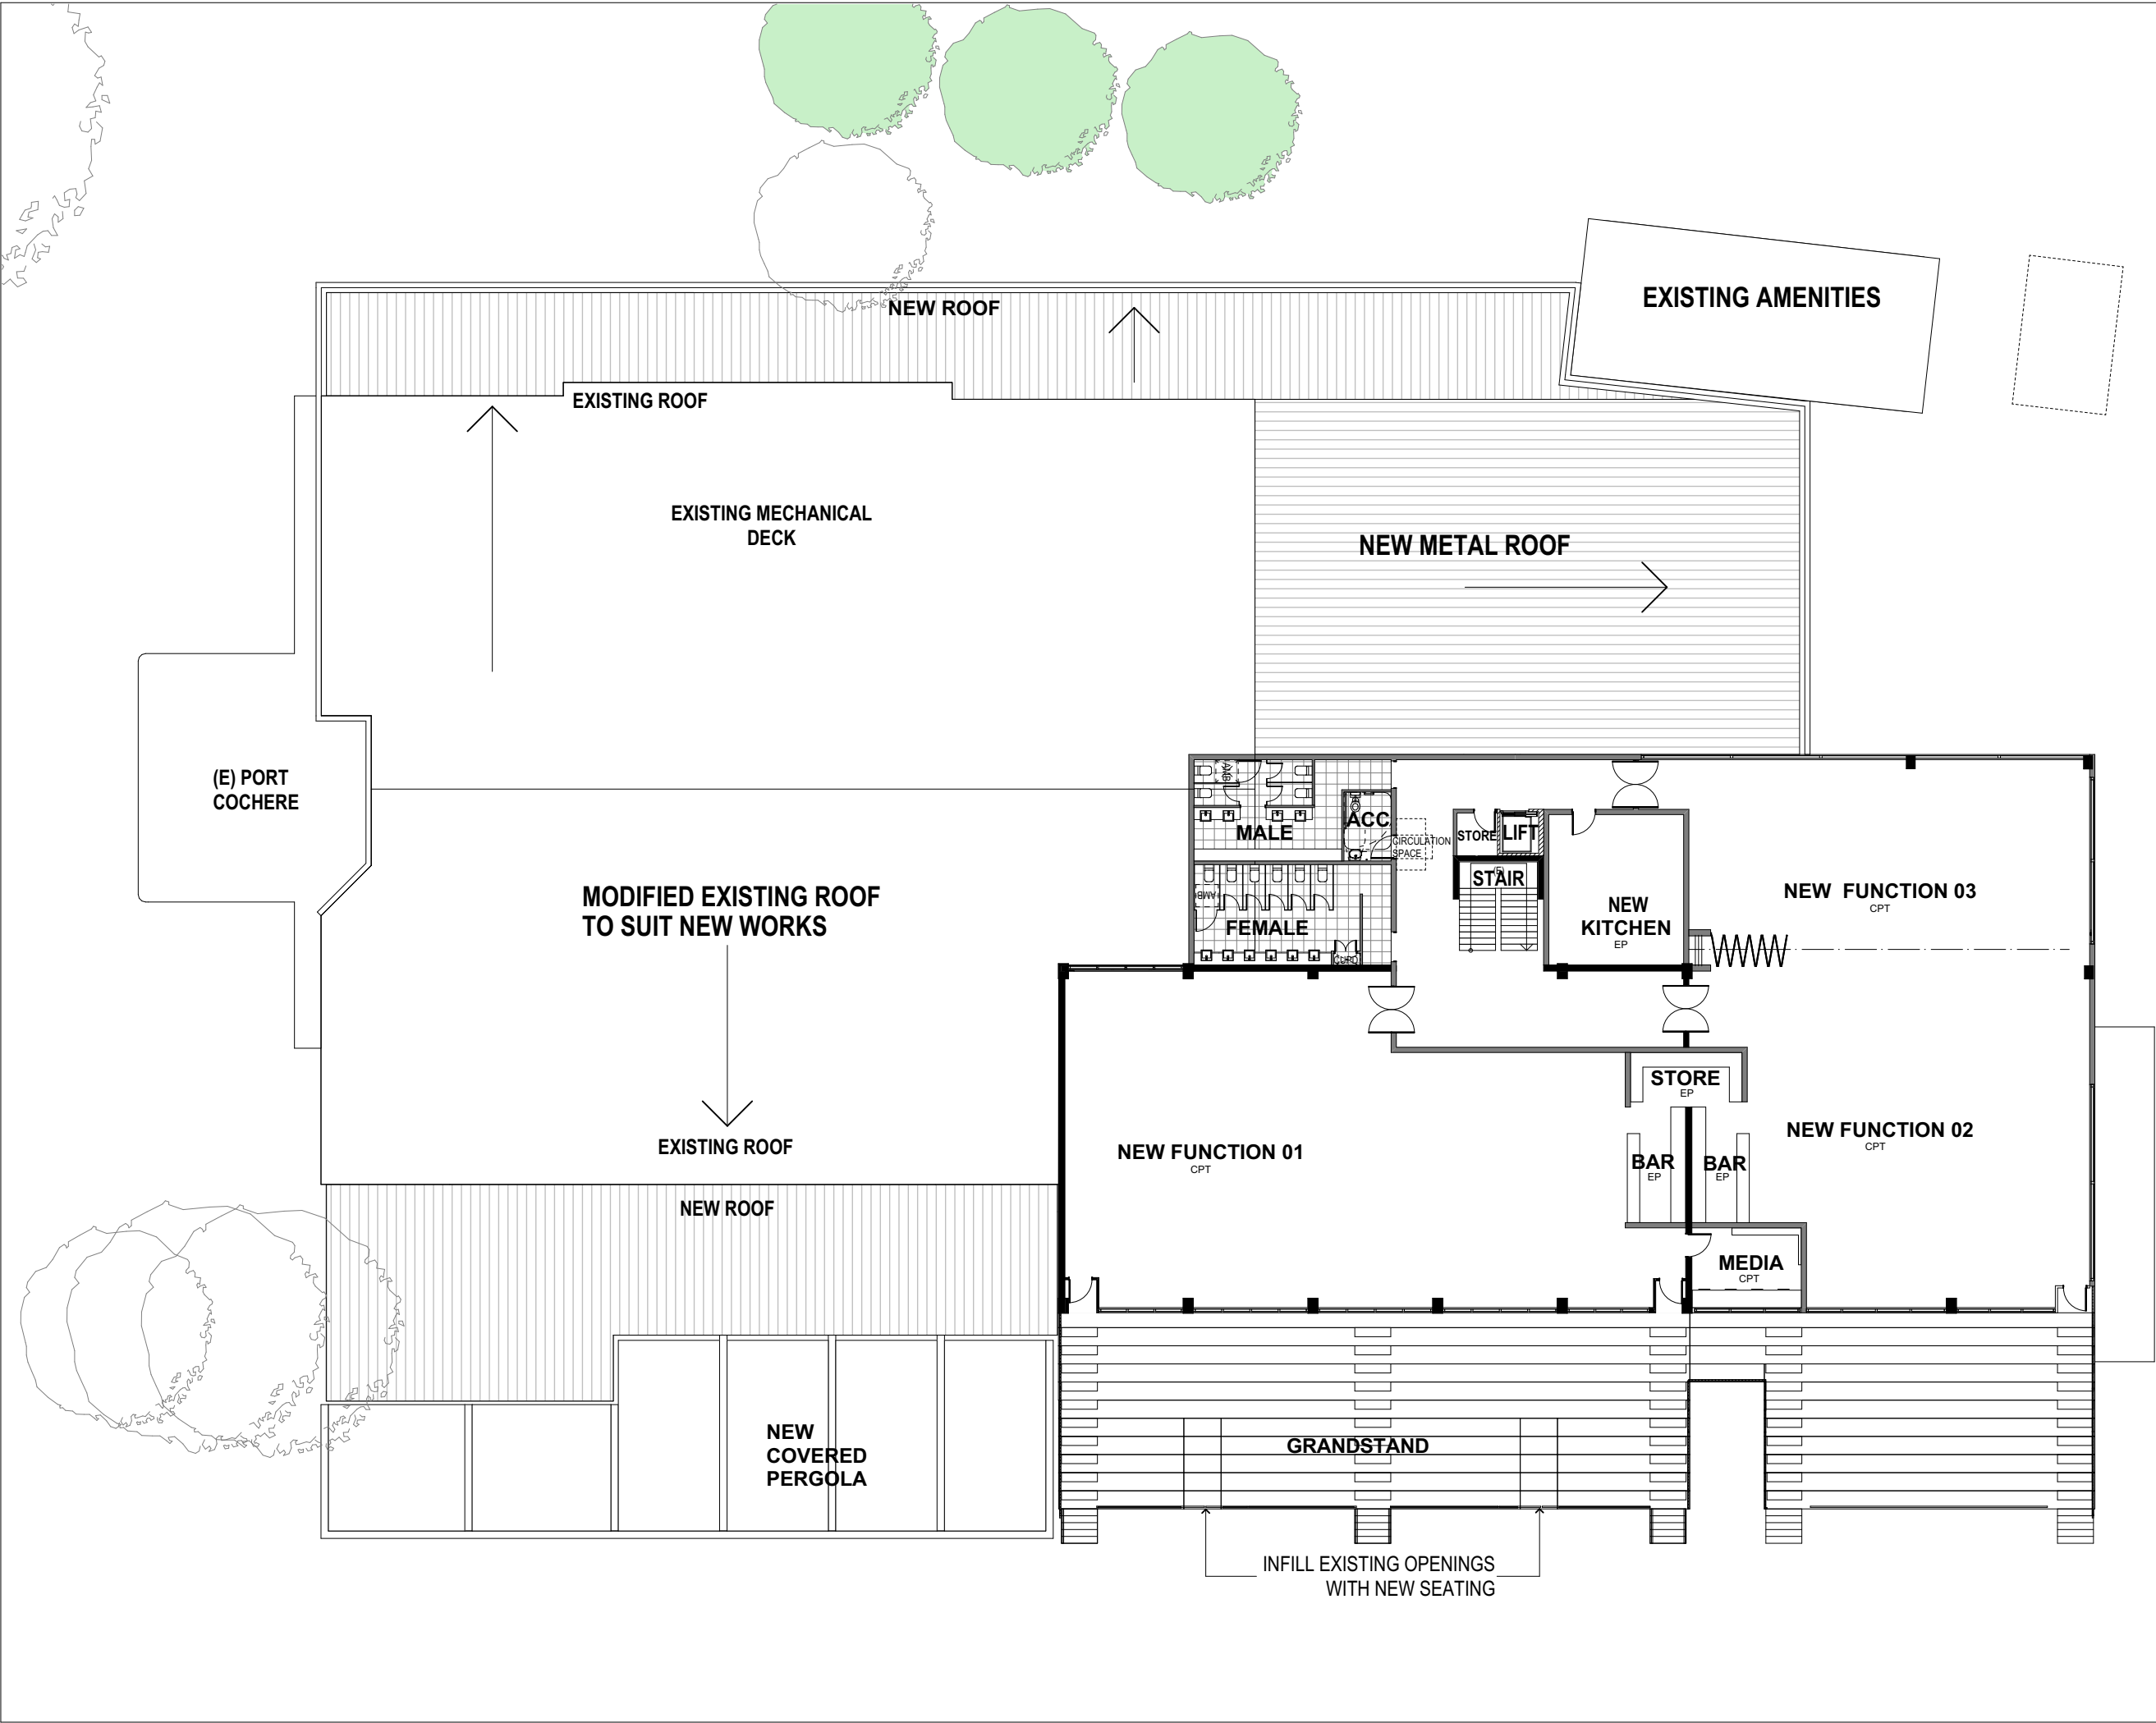 NEW ROOF
EXISTING AMENITIES
EXISTING ROOF
EXISTING MECHANICAL
DECK
NEW METAL ROOF
(E) PORT
COCHERE
AMB
MALE
ACC
CIRCULATION
SPACE
STORE
LIFT
STAIR
MODIFIED EXISTING ROOF
TO SUIT NEW WORKS
AMB
FEMALE
CUPD
NEW
KITCHEN
EP
NEW FUNCTION 03
CPT
STORE
EP
NEW FUNCTION 02
CPT
EXISTING ROOF
NEW FUNCTION 01
CPT
BAR
EP
BAR
EP
NEW ROOF
MEDIA
CPT
NEW
COVERED
PERGOLA
GRANDSTAND
INFILL EXISTING OPENINGS
WITH NEW SEATING